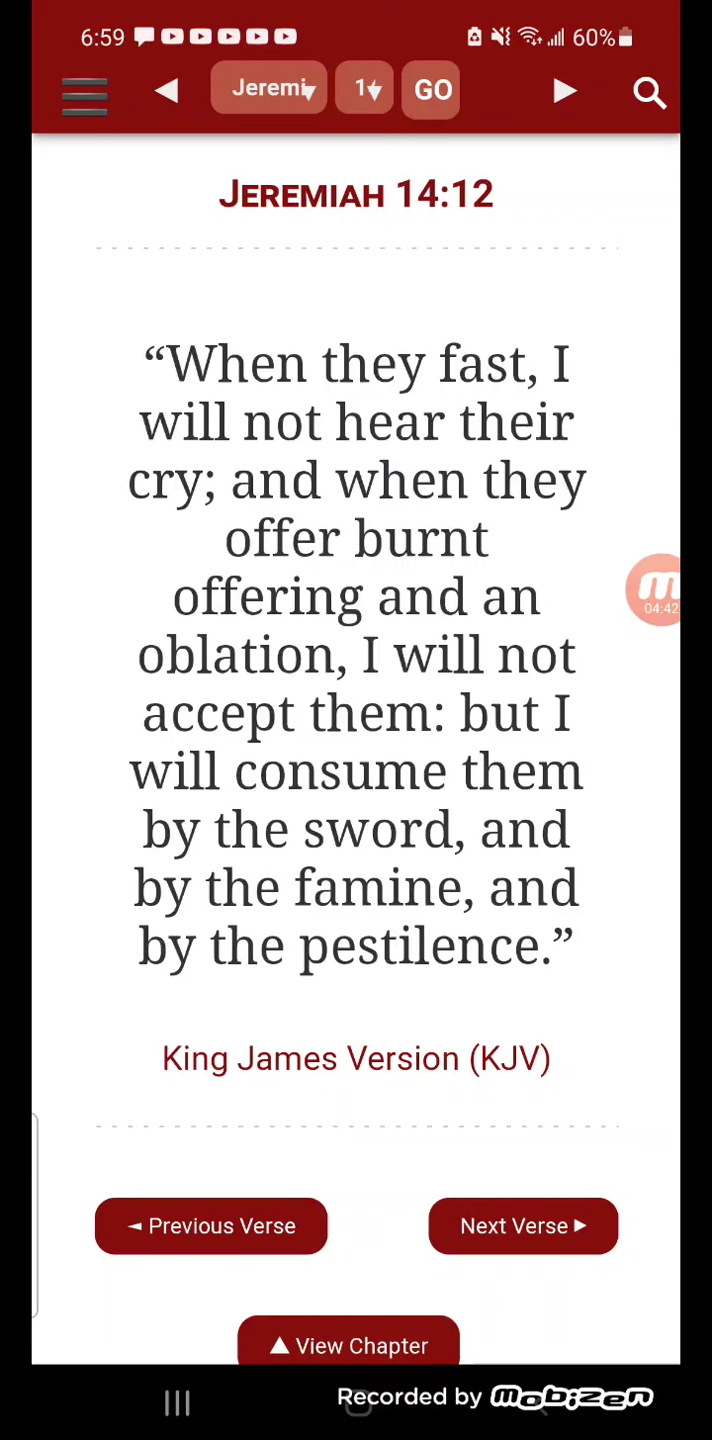 6:59 60%
Jeremi 1 GO
JEREMIAH 14:12
“When they fast, I
will not hear their
cry; and when they
offer burnt
offering and an
oblation, I will not
accept them: but I
will consume them
by the sword, and
by the famine, and
by the pestilence.”
04:42
King James Version (KJV)
◄ Previous Verse Next Verse ►
▲ View Chapter
Recorded by mobizen